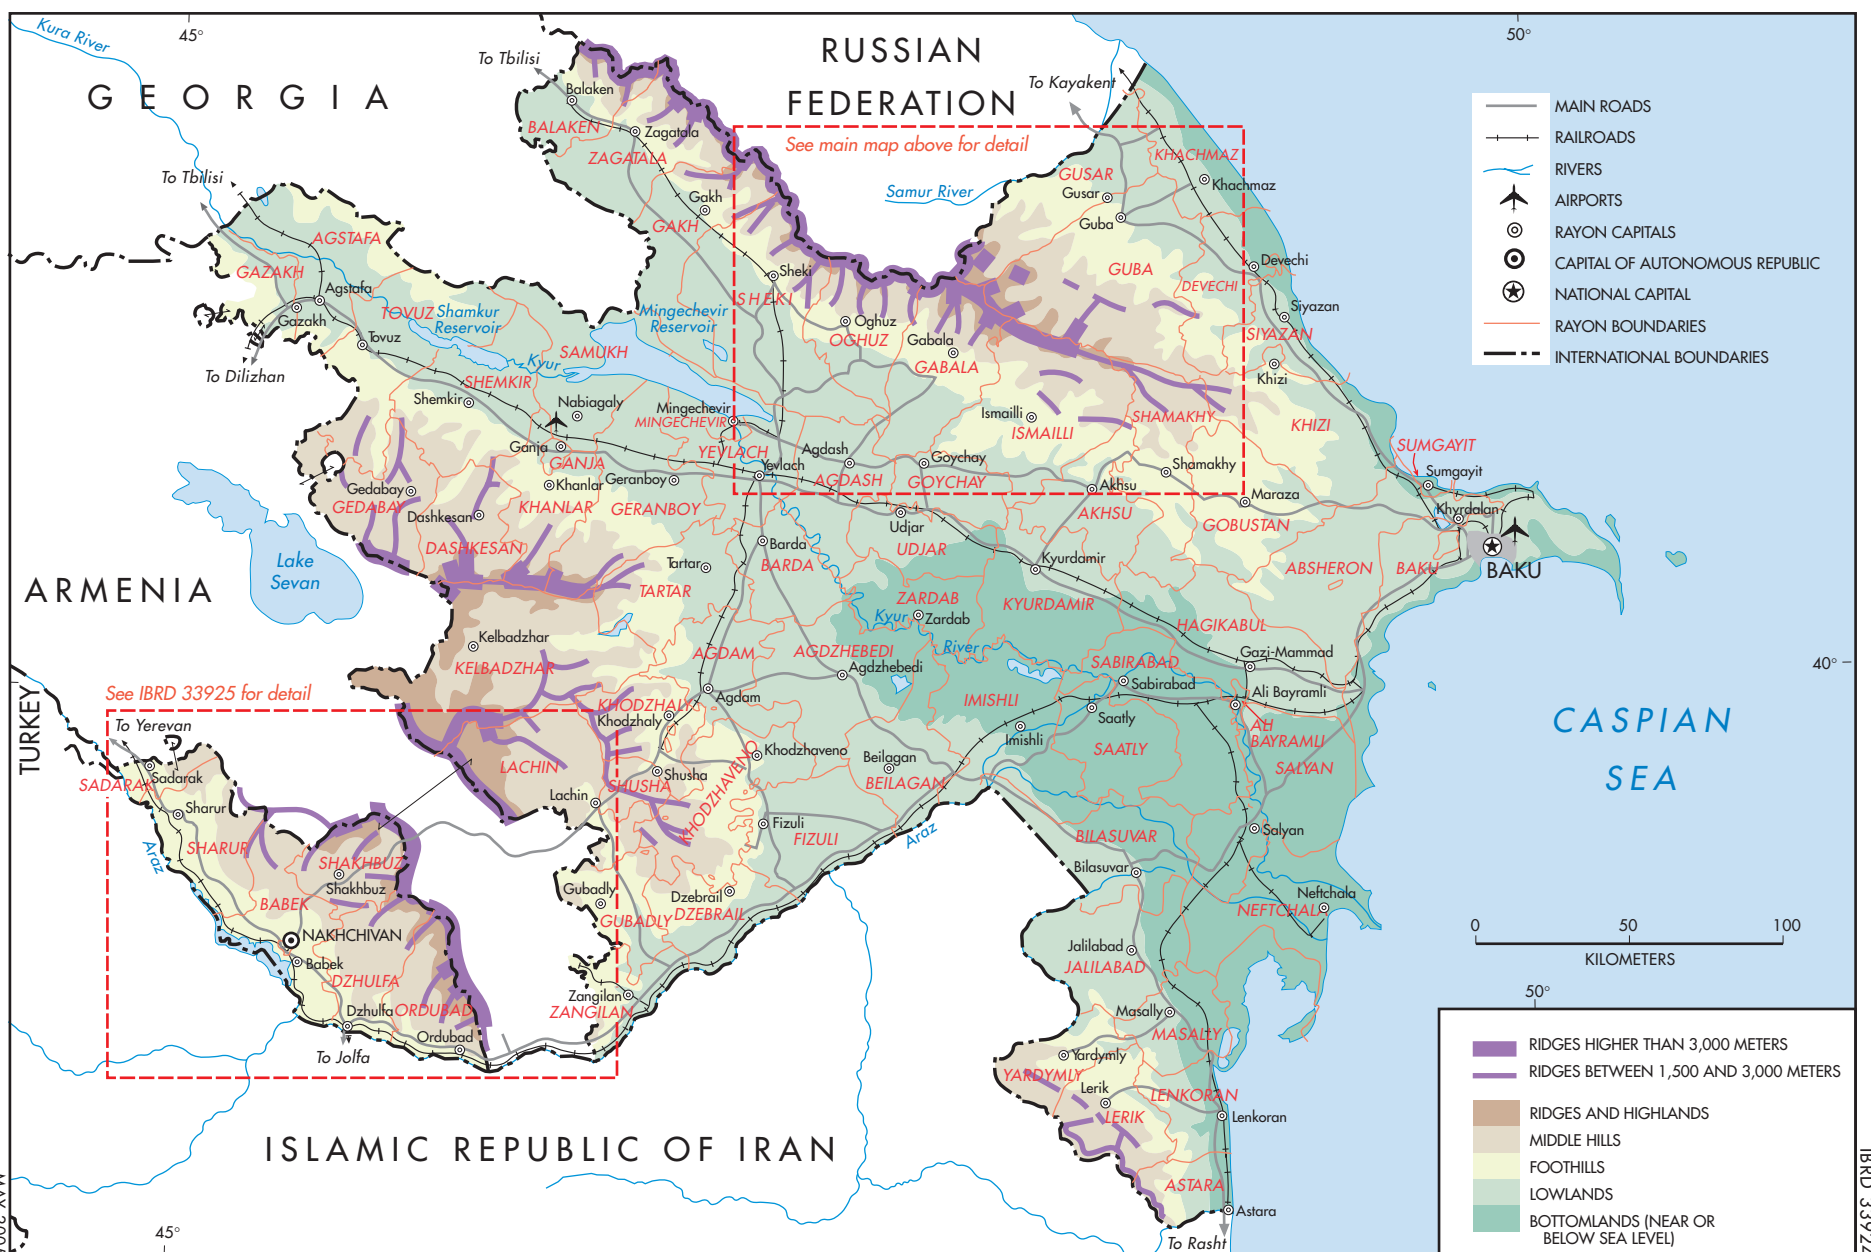 45°
50°
Kura River
To Tbilisi
RUSSIAN
FEDERATION
To Kayakent
GEORGIA
Balaken
BALAKEN
Zagatala
ZAGATALA
See main map above for detail
KHACHMAZ
Khachmaz
GUSAR
Gusar
Samur River
Guba
To Tbilisi
Gakh
GAKH
AGSTAFA
GAZAKH
Agstafa
Gazakh
TOVUZ
Tovuz
To Dilizhan
Shamkur
Reservoir
Mingechevir
Reservoir
Sheki
SHEKI
GUBA
Devechi
DEVECHI
Siyazan
SIYAZAN
Oghuz
OGHUZ
Gabala
GABALA
Khizi
KHIZI
Kyur
SAMUKH
SHEMKIR
Shemkir
Nabiagaly
Mingechevir
MINGECHEVIR
Ismailli
ISMAILLI
SHAMAKHY
Shamakhy
SUMGAYIT
Sumgayit
Ganja
GANJA
YEVLACH
Yevlach
Agdash
AGDASH
Goychay
GOYCHAY
Akhsu
AKHSU
Maraza
GOBUSTAN
Khyrdalan
Gedabay
GEDABAY
Khanlar
KHANLAR
Geranboy
GERANBOY
Dashkesan
DASHKESAN
Udjar
UDJAR
Barda
BARDA
Tartar
TARTAR
Kyurdamir
KYURDAMIR
ABSHERON
BAKU
BAKU
Lake
Sevan
ARMENIA
ZARDAB
Zardab
Kyur
River
HAGIKABUL
Gazi-Mammad
Kelbadzhar
KELBADZHAR
AGDAM
Agdam
AGDZHEBEDI
Agdzhebedi
SABIRABAD
Sabirabad
Ali Bayramli
ALI
BAYRAMLI
40°
TURKEY
See IBRD 33925 for detail
To Yerevan
KHODZHALY
Khodzhaly
IMISHLI
Imishli
Saatly
SAATLY
SALYAN
Salyan
CASPIAN
SEA
Sadarak
SADARAK
LACHIN
Lachin
Shusha
SHUSHA
Khodzhaveno
KHODZHAVENO
Beilagan
BEILAGAN
Sharur
SHARUR
Araz
Fizuli
FIZULI
Araz
BILASUVAR
Bilasuvar
SHAKHBUZ
Shakhbuz
BABEK
Gubadly
GUBADLY
Dzebrail
DZEBRAIL
Neftchala
NEFTCHALA
NAKHCHIVAN
Babek
DZHULFA
Dzhulfa
ORDUBAD
Ordubad
To Jolfa
Zangilan
ZANGILAN
Jalilabad
JALILABAD
Masally
MASALLY
Yardymly
YARDYMLY
Lerik
LERIK
LENKORAN
Lenkoran
ASTARA
Astara
To Rasht
ISLAMIC REPUBLIC OF IRAN
45°
MAIN ROADS
RAILROADS
RIVERS
AIRPORTS
RAYON CAPITALS
CAPITAL OF AUTONOMOUS REPUBLIC
NATIONAL CAPITAL
RAYON BOUNDARIES
INTERNATIONAL BOUNDARIES
0 50 100
KILOMETERS
50°
RIDGES HIGHER THAN 3,000 METERS
RIDGES BETWEEN 1,500 AND 3,000 METERS
RIDGES AND HIGHLANDS
MIDDLE HILLS
FOOTHILLS
LOWLANDS
BOTTOMLANDS (NEAR OR
BELOW SEA LEVEL)